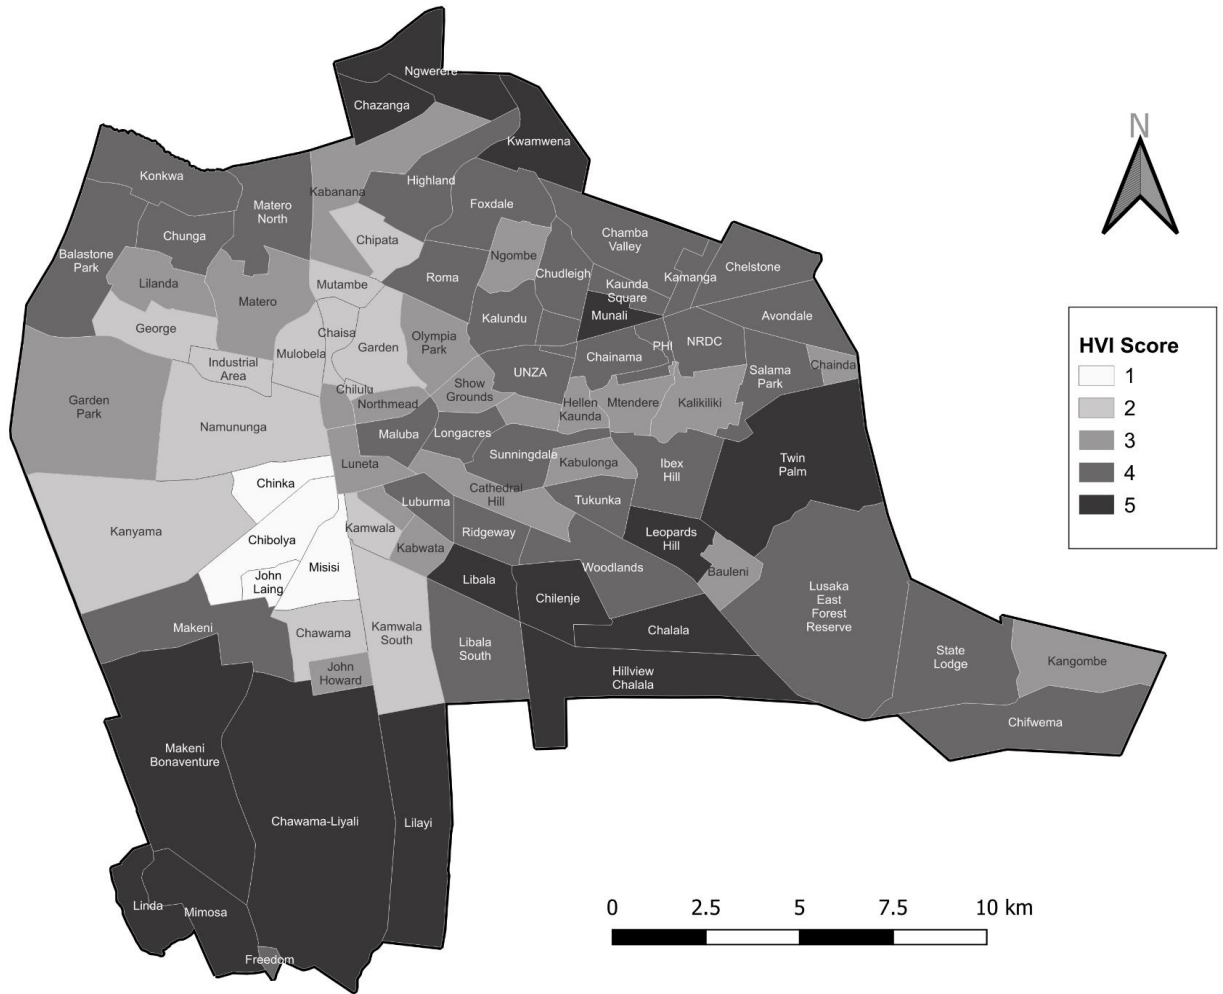 Ngwerere
Chazanga
Kwamwena
N
Konkwa
Highland
Kabanana
Matero
North
Foxdale
Chunga
Chipata
Chamba
Valley
Balastone
Park
Ngombe
Chelstone
Lilanda
Roma
Chudleigh
Kamanga
Mutambe
Kaunda
Square
Matero
Munali
Avondale
George
Chaisa
Kalundu
Olympia
Park
Garden
PHI
NRDC
HVI Score
Mulobela
Chainama
Industrial
Area
Chainda
1
UNZA
Salama
Park
Chilulu
Show
Grounds
2
Garden
Park
Northmead
Hellen
Kaunda
Mtendere
Kalikiliki
3
Namununga
Maluba
Longacres
Sunningdale
Luneta
Kabulonga
Ibex
Hill
Twin
Palm
4
Chinka
Cathedral
Hill
5
Luburma
Tukunka
Kanyama
Kamwala
Ridgeway
Leopards
Hill
Chibolya
Kabwata
Misisi
Woodlands
Bauleni
John
Laing
Libala
Chilenje
Lusaka
East
Forest
Reserve
Makeni
Chawama
Kamwala
South
Chalala
Libala
South
State
Lodge
Kangombe
John
Howard
Hillview
Chalala
Chifwema
Makeni
Bonaventure
Chawama-Liyali
Lilayi
Linda
Mimosa
0 2.5 5 7.5 10 km
Freedom